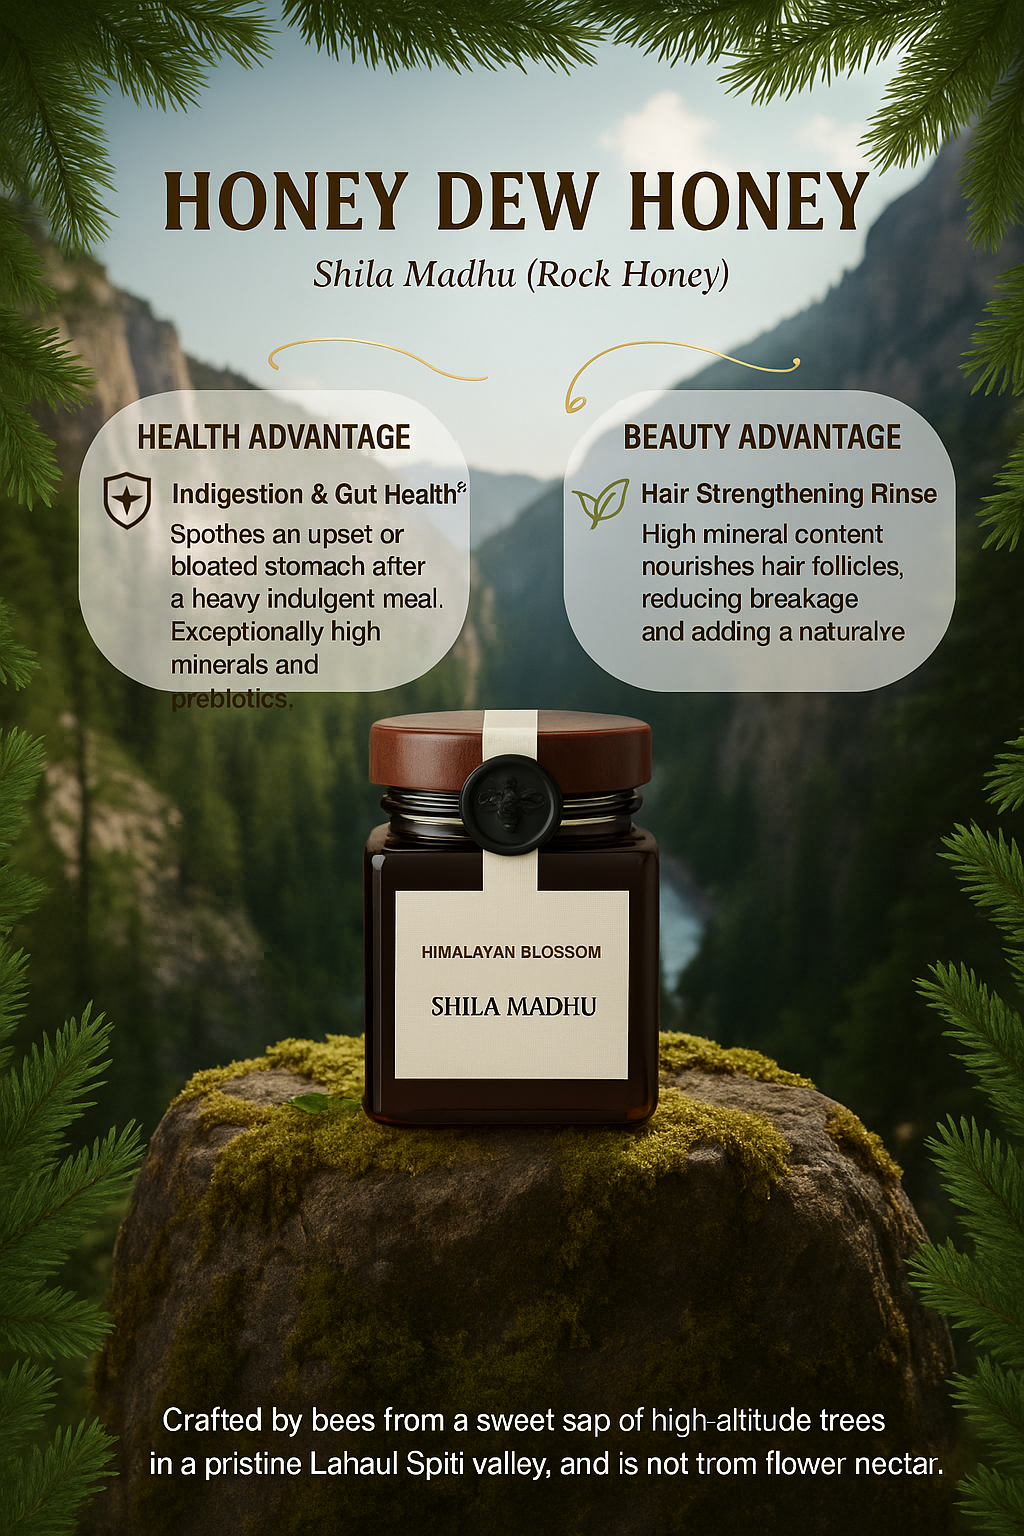 HONEY DEW HONEY
Shila Madhu (Rock Honey)
HEALTH ADVANTAGE
Indigestion & Gut Health
Spothes an upset or
bloated stomach after
a heavy indulgent meal.
Exceptionally high
minerals and
preblotics.
BEAUTY ADVANTAGE
Hair Strengthening Rinse
High mineral content
nourishes hair follicles,
reducing breakage
and adding a naturalve
HIMALAYAN BLOSSOM
SHILA MADHU
Crafted by bees from a sweet sap of high-altitude trees
in a pristine Lahaul Spiti valley, and is not trom flower nectar.